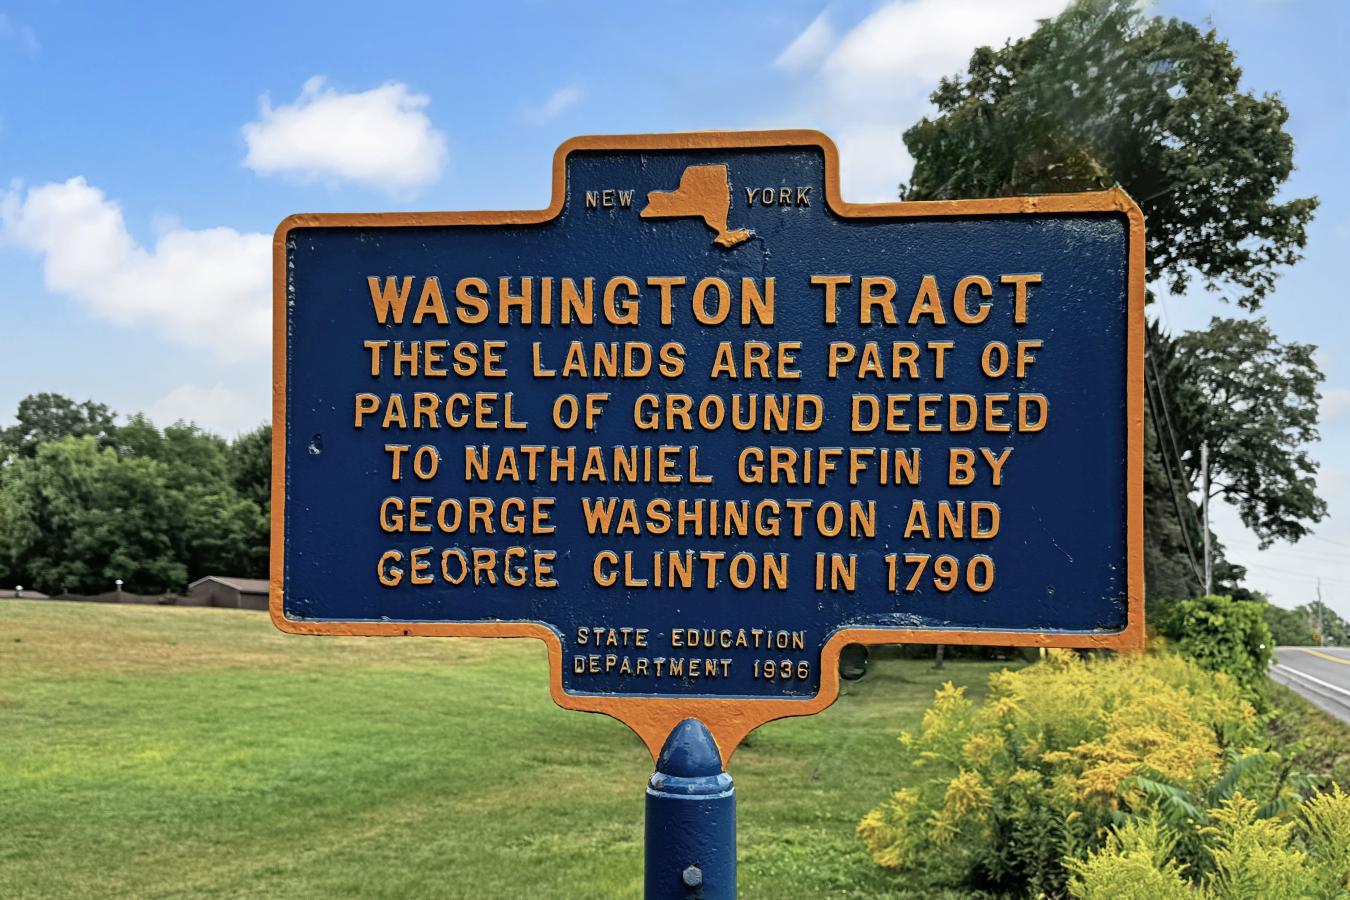 NEW YORK
WASHINGTON TRACT
THESE LANDS ARE PART OF
PARCEL OF GROUND DEEDED
TO NATHANIEL GRIFFIN BY
GEORGE WASHINGTON AND
GEORGE CLINTON IN 1790
STATE EDUCATION
DEPARTMENT 1936